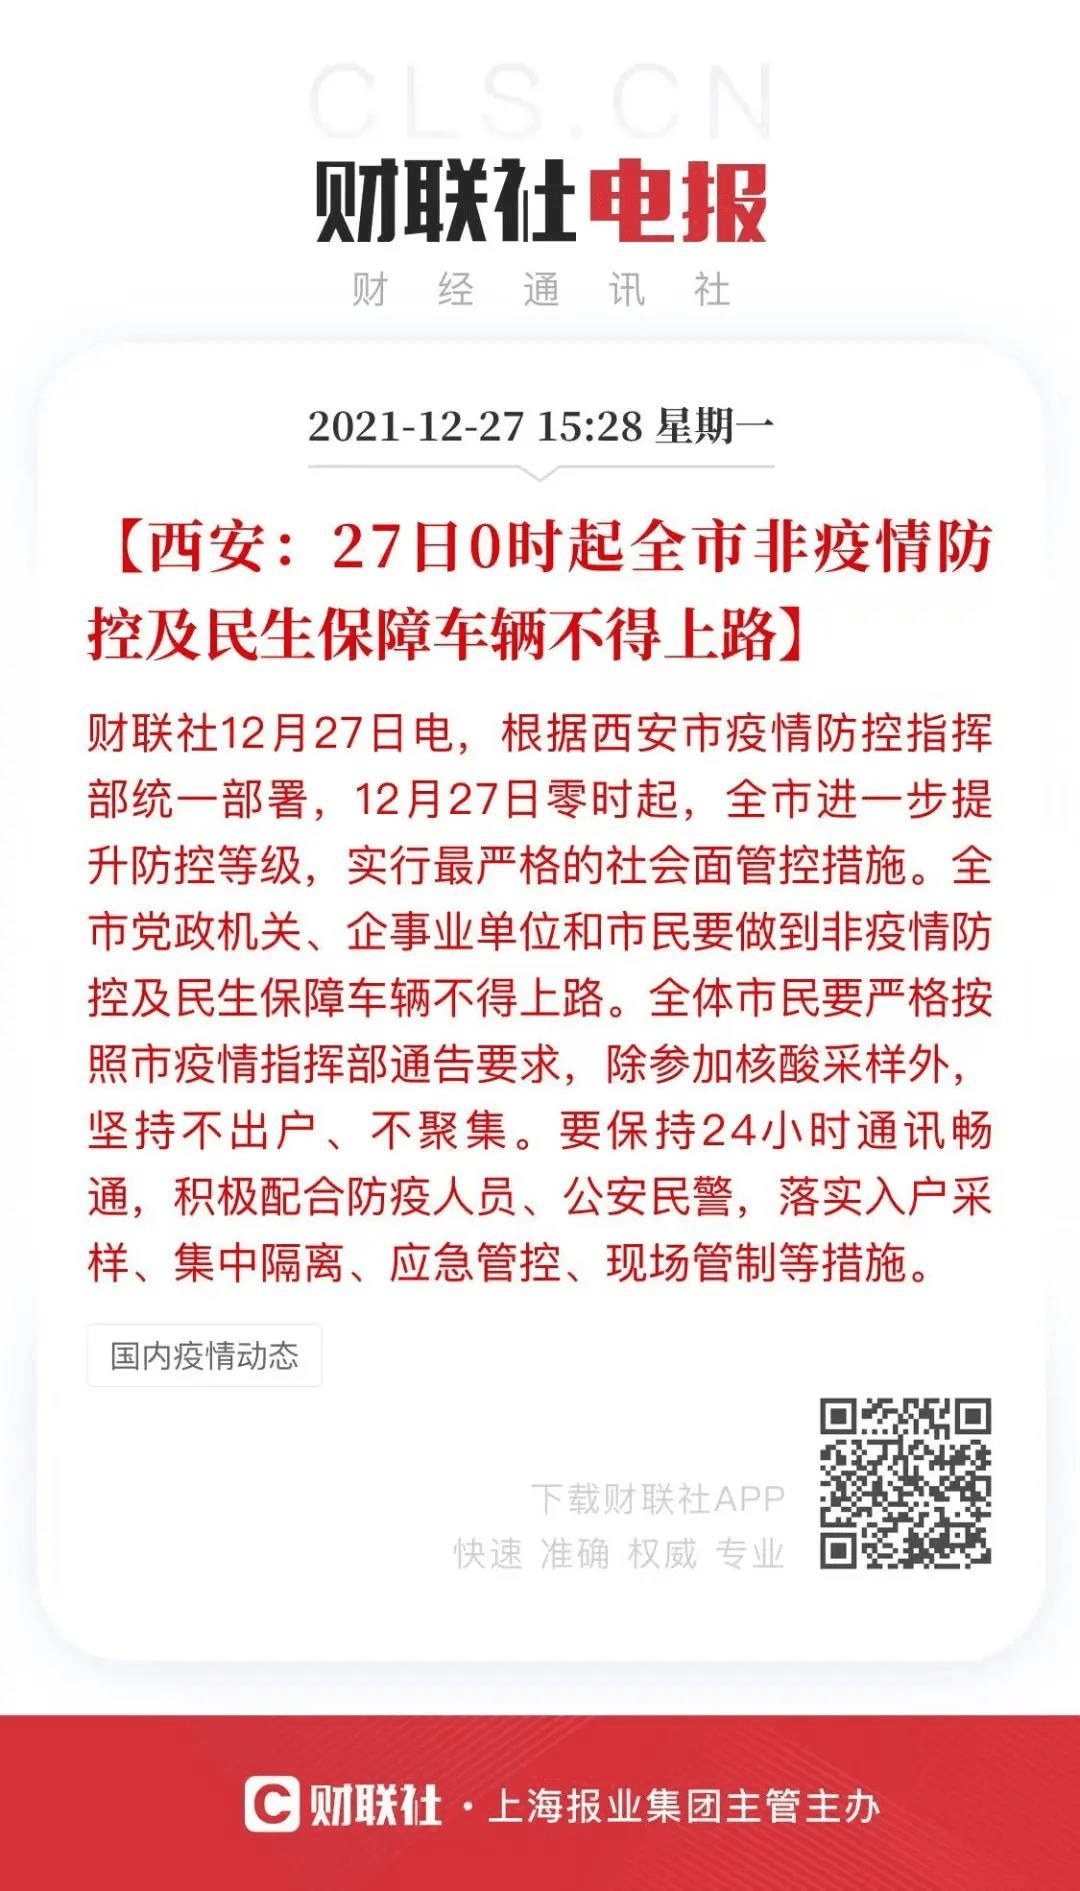 CLS.CN
财联社电报
财经通讯社
2021-12-27 15:28 星期一
【西安：27日0时起全市非疫情防
控及民生保障车辆不得上路】
财联社12月27日电，根据西安市疫情防控指挥
部统一部署，12月27日零时起，全市进一步提
升防控等级，实行最严格的社会面管控措施。全
市党政机关、企事业单位和市民要做到非疫情防
控及民生保障车辆不得上路。全体市民要严格按
照市疫情指挥部通告要求，除参加核酸采样外，
坚持不出户、不聚集。要保持24小时通讯畅
通，积极配合防疫人员、公安民警，落实入户采
样、集中隔离、应急管控、现场管制等措施。
国内疫情动态
下载财联社APP
快速 准确 权威 专业
C 财联社·上海报业集团主管主办